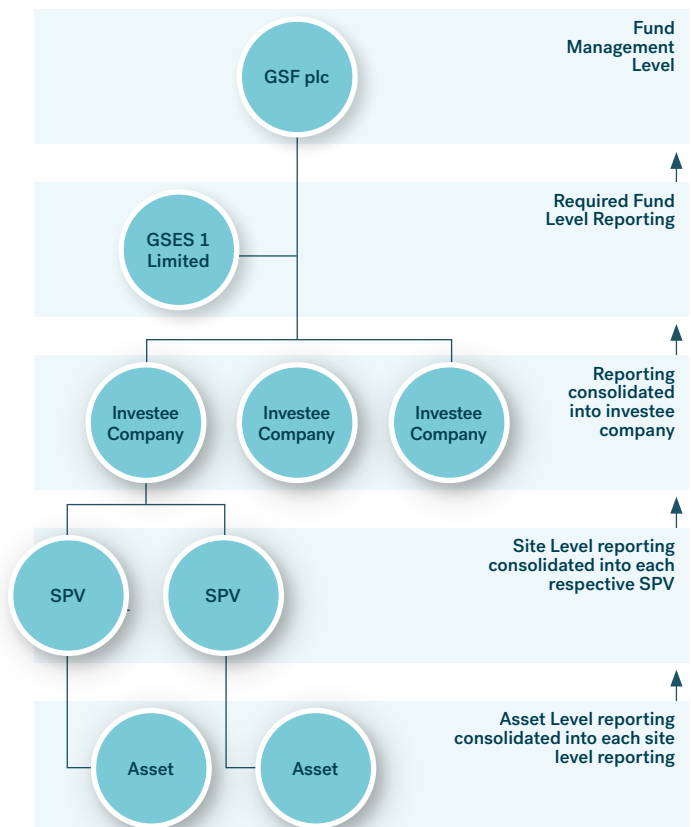 Fund
Management
Level
GSF plc
Required Fund
Level Reporting
GSES 1
Limited
Reporting
consolidated
into investee
company
Investee
Company
Investee
Company
Investee
Company
Site Level reporting
consolidated into each
respective SPV
SPV
SPV
Asset Level reporting
consolidated into each site
level reporting
Asset
Asset